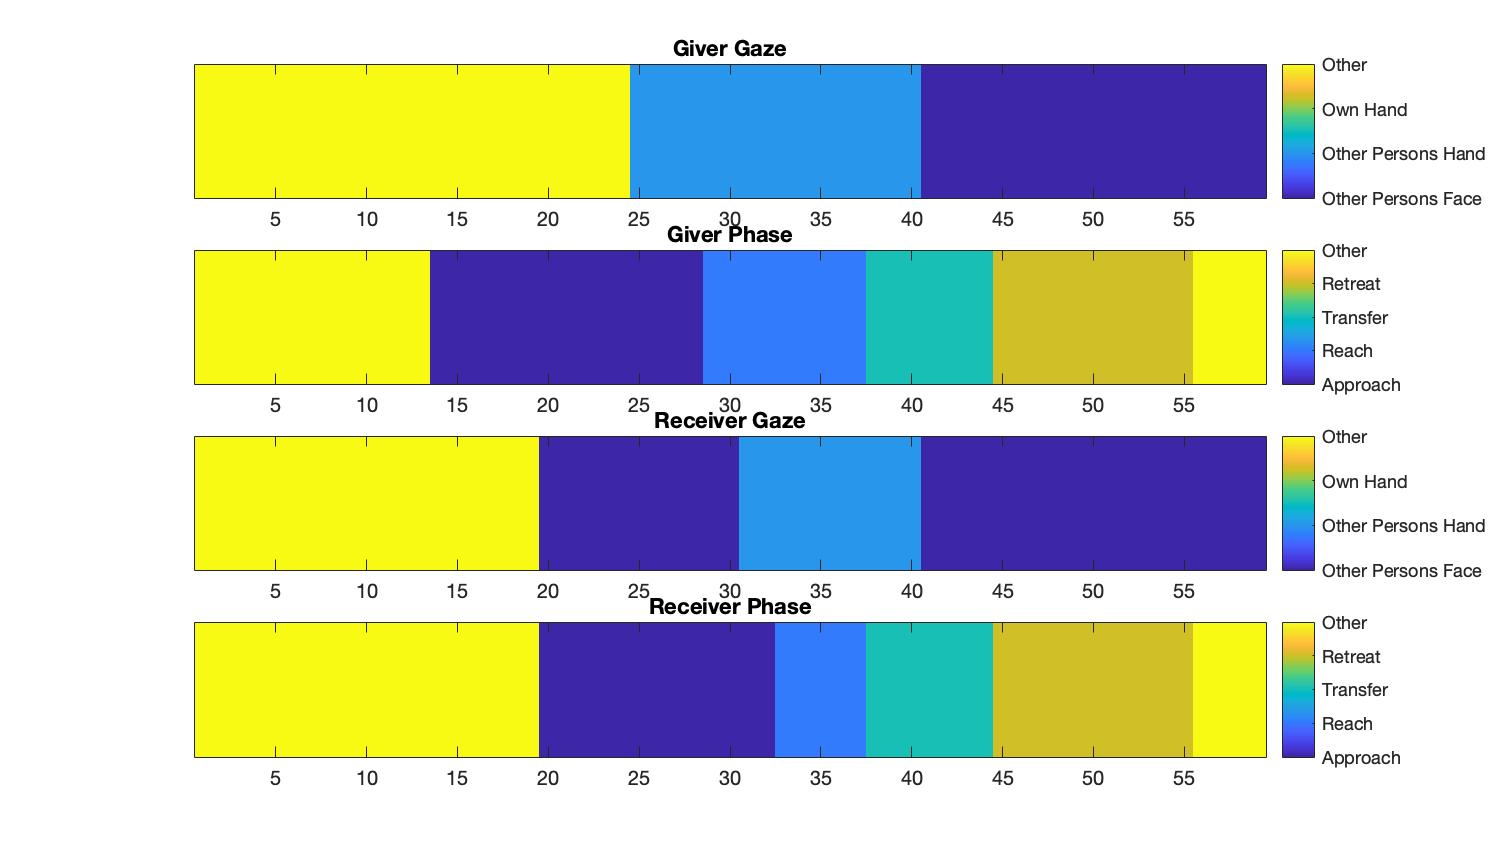 Giver Gaze
Other
Own Hand
Other Persons Hand
Other Persons Face
5 10 15 20 25 30 35 40 45 50 55
Giver Phase
Other
Retreat
Transfer
Reach
Approach
5 10 15 20 25 30 35 40 45 50 55
Receiver Gaze
Other
Own Hand
Other Persons Hand
Other Persons Face
5 10 15 20 25 30 35 40 45 50 55
Receiver Phase
Other
Retreat
Transfer
Reach
Approach
5 10 15 20 25 30 35 40 45 50 55